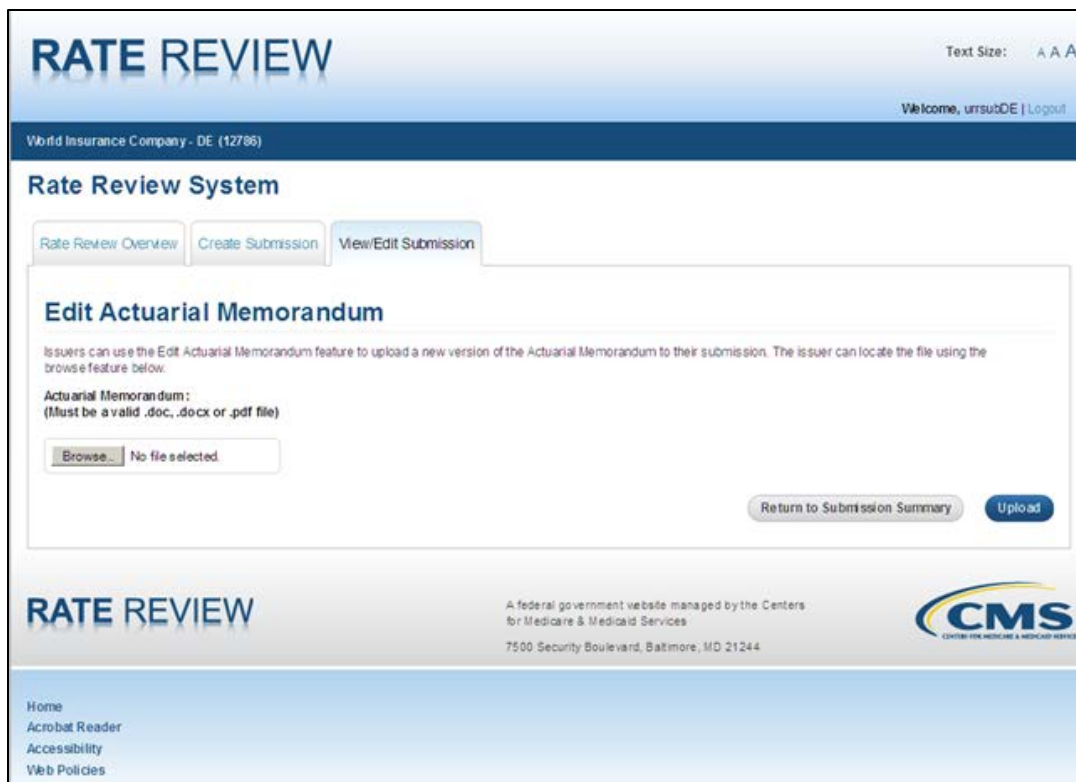 RATE REVIEW
Text Size: A A A
Welcome, urrsubDE | Logout
World Insurance Company - DE (12786)
Rate Review System
Rate Review Overview
Create Submission
View/Edit Submission
Edit Actuarial Memorandum
Issuers can use the Edit Actuarial Memorandum feature to upload a new version of the Actuarial Memorandum to their submission. The issuer can locate the file using the
browse feature below.
Actuarial Memorandum:
(Must be a valid .doc, .docx or .pdf file)
Browse... No file selected.
Return to Submission Summary
Upload
RATE REVIEW
A federal government website managed by the Centers
for Medicare & Medicaid Services
7500 Security Boulevard, Baltimore, MD 21244
CMS
CENTERS FOR MEDICARE & MEDICAID SERVICES
Home
Acrobat Reader
Accessibility
Web Policies